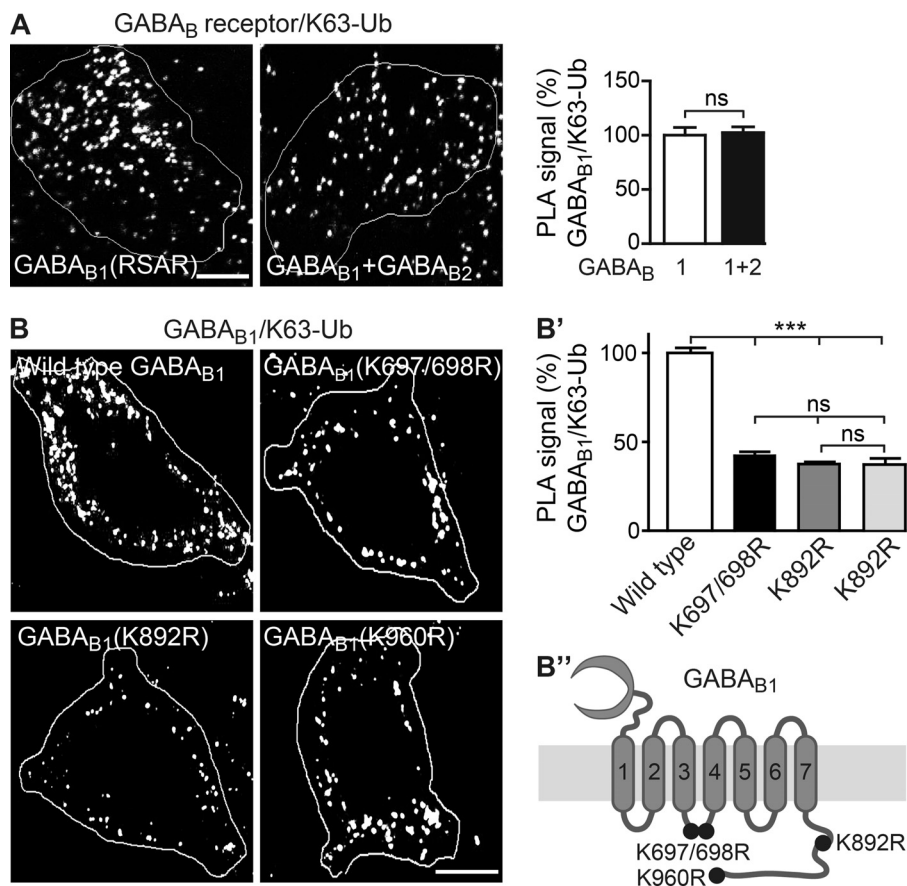 A
GABAB receptor/K63-Ub
GABAB1(RSAR)
GABAB1+GABAB2
PLA signal (%)
GABAB1/K63-Ub
150
100
50
0
ns
GABAB 1 1+2
B
GABAB1/K63-Ub
Wild type GABAB1
GABAB1(K697/698R)
GABAB1(K892R)
GABAB1(K960R)
B’
PLA signal (%)
GABAB1/K63-Ub
100
50
0
***
ns
ns
Wild type
K697/698R
K892R
K892R
B’’
GABAB1
1 2 3 4 5 6 7
K697/698R
K892R
K960R